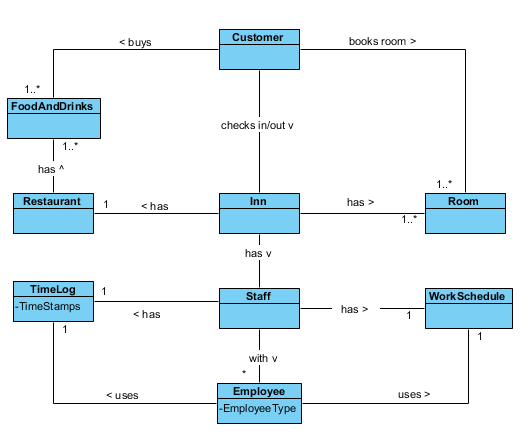 Customer
< buys
books room >
1..*
FoodAndDrinks
checks in/out v
1..*
has ^
1..*
Restaurant
1
< has
Inn
has >
1..*
Room
has v
TimeLog
-TimeStamps
1
< has
Staff
has >
1
WorkSchedule
1
1
with v
*
Employee
-EmployeeType
< uses
uses >